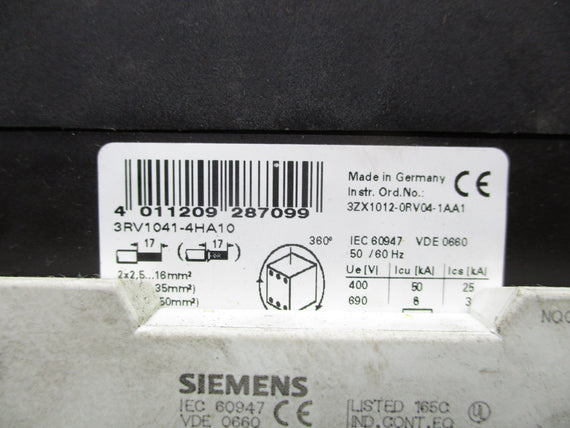 4 011209 287099
3RV1041-4HA10
Made in Germany
Instr. Ord.No.:
3ZX1012-0RV04-1AA1
CE
17 ( 17 )
2x2,5...16mm²
35mm²)
50mm²)
360°
IEC 60947 VDE 0660
50 / 60 Hz
Ue [V] Icu [kA] Ics [kA]
400 50 25
690 6 3
SIEMENS
IEC 60947
VDE 0660
CE
LISTED 165C
IND.CONT.EQ
UL